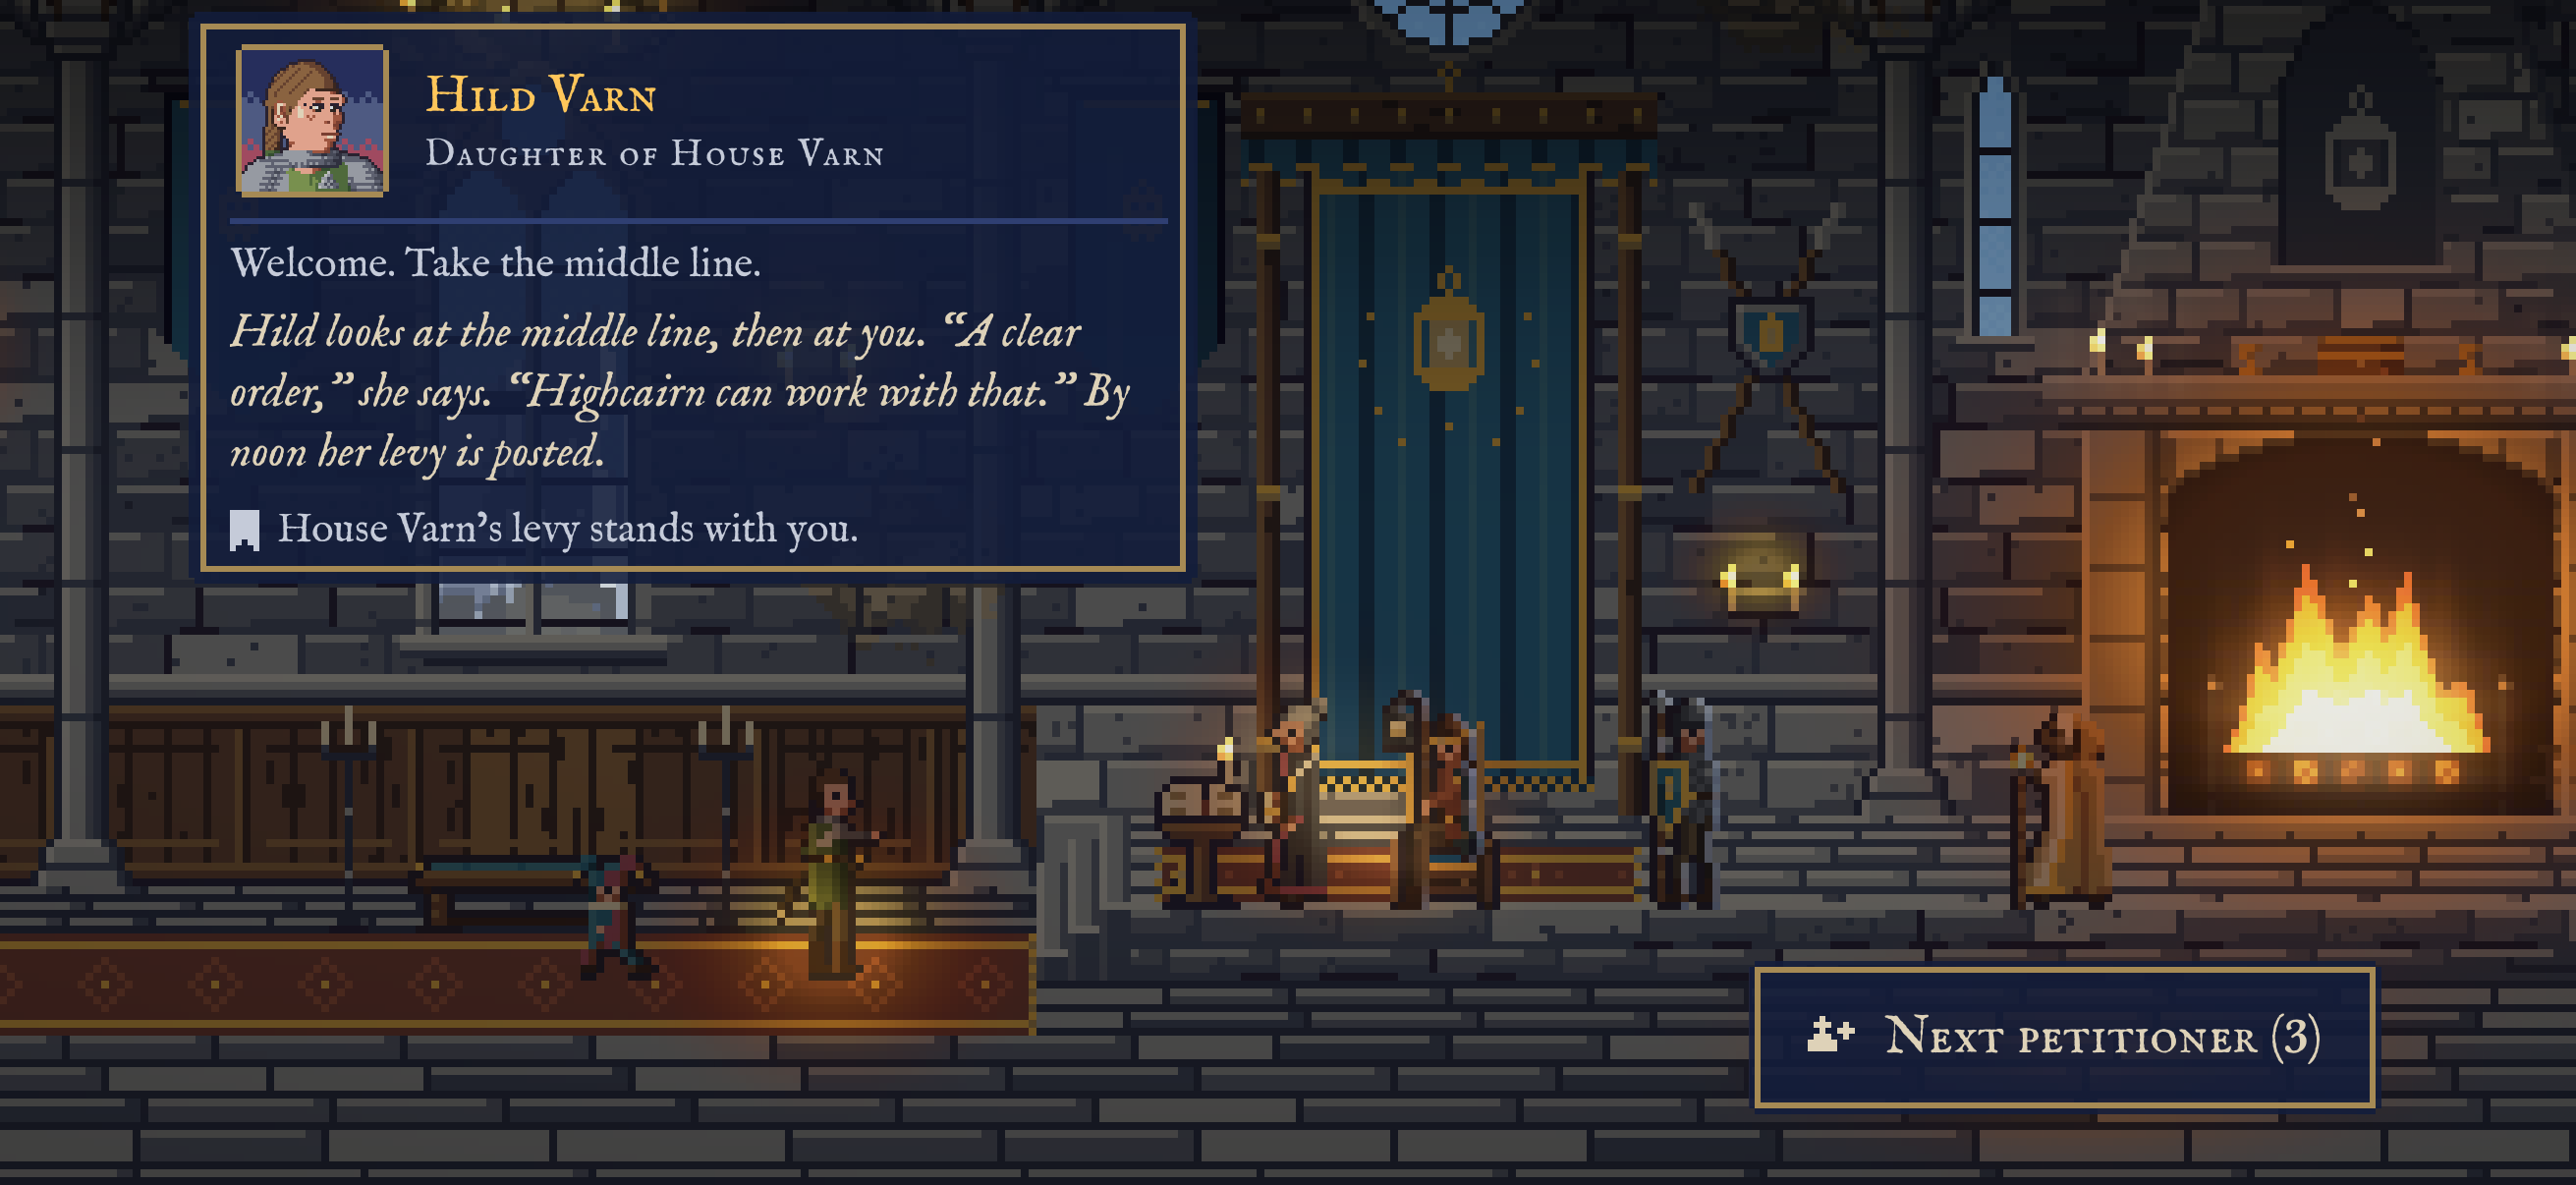 Hild Varn
Daughter of House Varn
Welcome. Take the middle line.
Hild looks at the middle line, then at you. “A clear
order,” she says. “Highcairn can work with that.” By
noon her levy is posted.
House Varn’s levy stands with you.
Next petitioner (3)